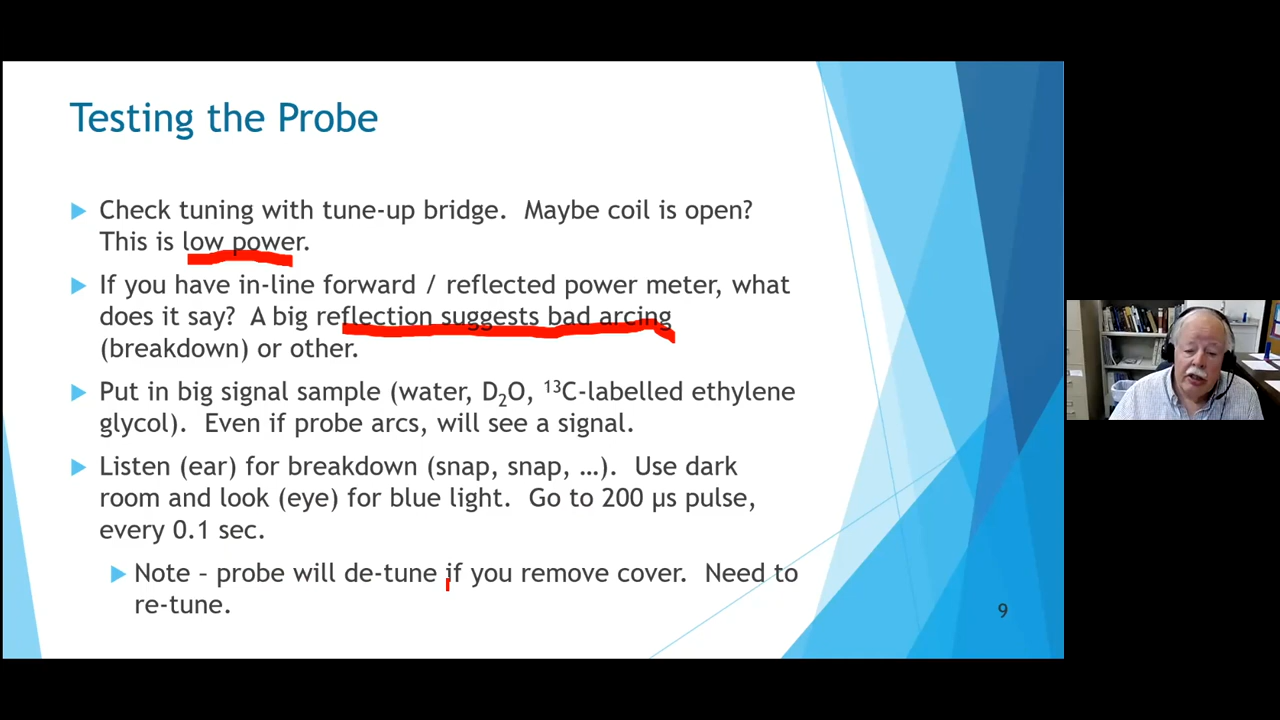 Testing the Probe
Check tuning with tune-up bridge. Maybe coil is open?
This is low power.
If you have in-line forward / reflected power meter, what
does it say? A big reflection suggests bad arcing
(breakdown) or other.
Put in big signal sample (water, D₂O, ¹³C-labelled ethylene
glycol). Even if probe arcs, will see a signal.
Listen (ear) for breakdown (snap, snap, …). Use dark
room and look (eye) for blue light. Go to 200 µs pulse,
every 0.1 sec.
Note – probe will de-tune if you remove cover. Need to
re-tune.
9